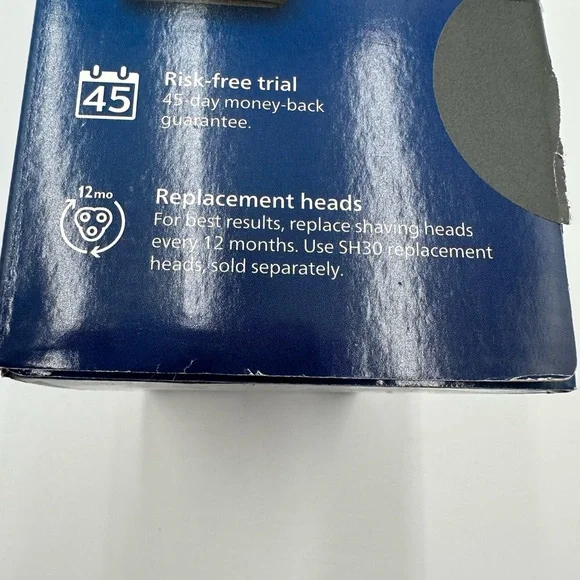 45
Risk-free trial
45-day money-back
guarantee.
12mo
Replacement heads
For best results, replace shaving heads
every 12 months. Use SH30 replacement
heads, sold separately.